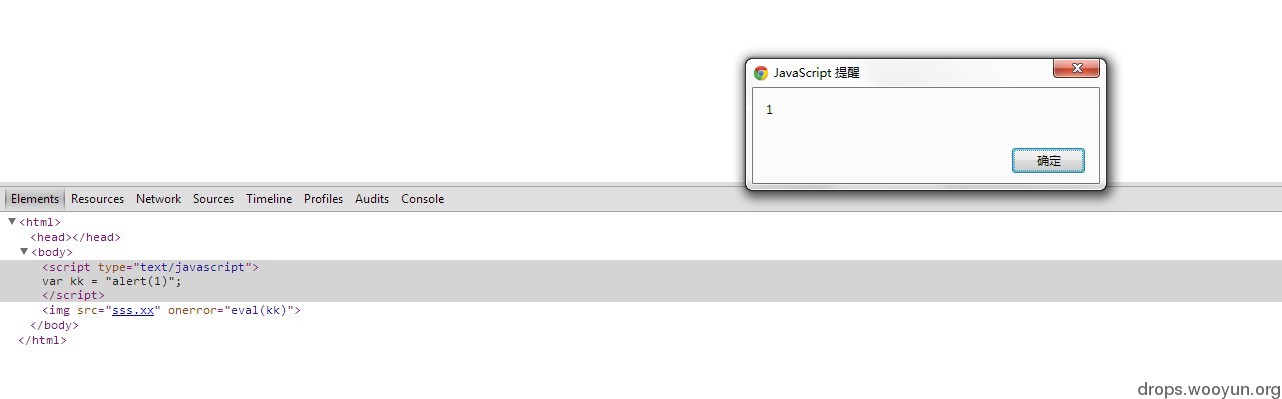 JavaScript 提醒
1
确定
Elements Resources Network Sources Timeline Profiles Audits Console
<html>
<head></head>
<body>
<script type="text/javascript">
var kk = "alert(1)";
</script>
<img src="sss.xx" onerror="eval(kk)">
</body>
</html>
drops.wooyun.org